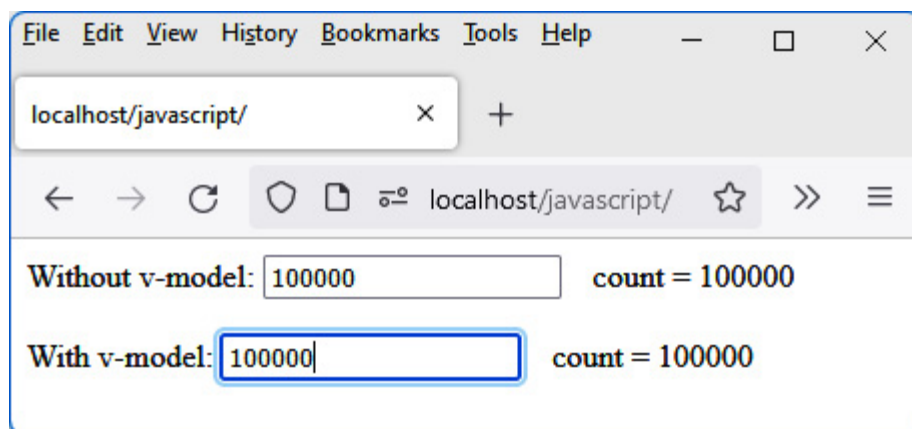 File Edit View History Bookmarks Tools Help
localhost/javascript/
localhost/javascript/
Without v-model: 100000 count = 100000
With v-model: 100000 count = 100000